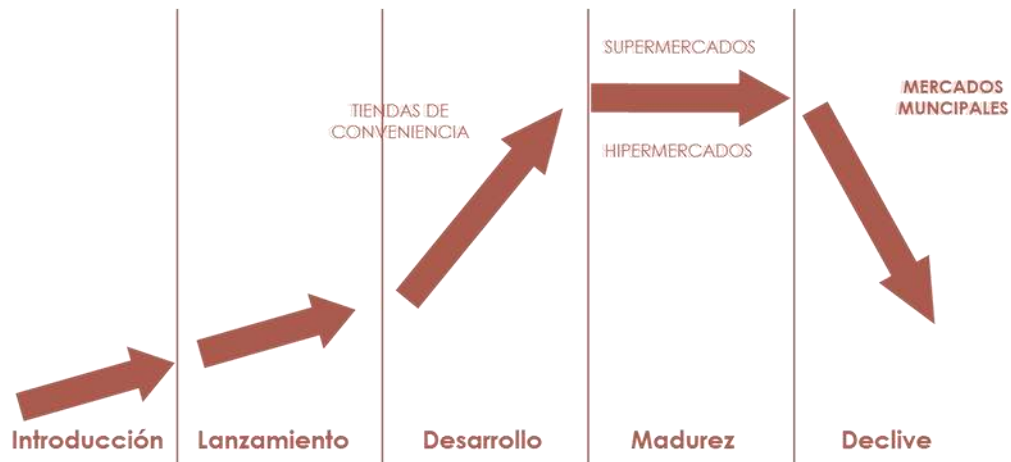 SUPERMERCADOS
MERCADOS
MUNCIPALES
TIENDAS DE
CONVENIENCIA
HIPERMERCADOS
Introducción
Lanzamiento
Desarrollo
Madurez
Declive